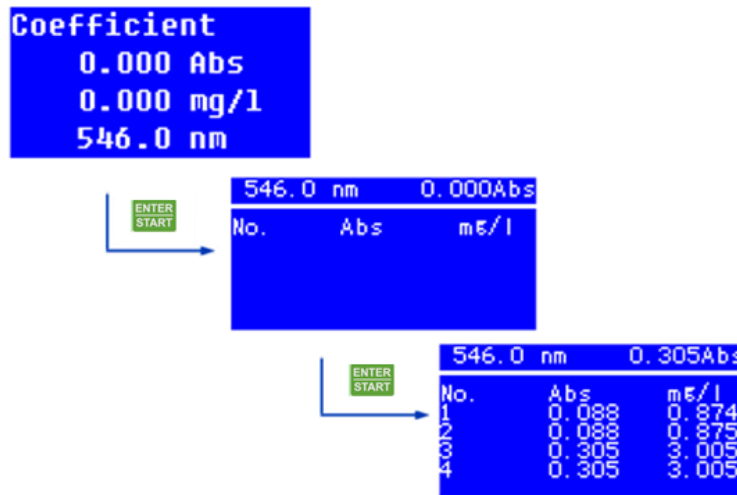 Coefficient
0.000 Abs
0.000 mg/l
546.0 nm
ENTER
START
546.0 nm 0.000Abs
No. Abs mg/l
ENTER
START
546.0 nm 0.305Abs
No. Abs mg/l
1 0.088 0.874
2 0.088 0.875
3 0.305 3.005
4 0.305 3.005